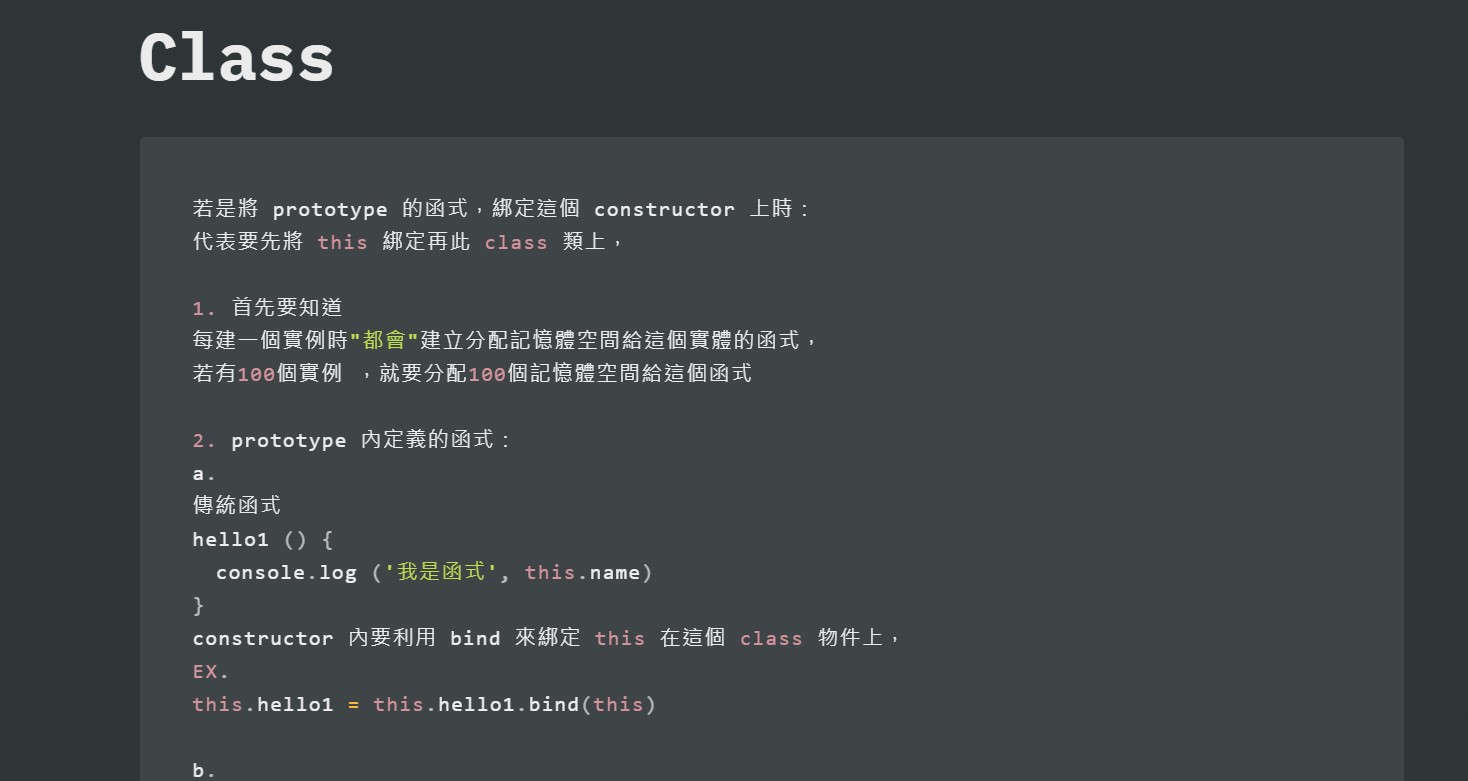 Class
若是將 prototype 的函式，綁定這個 constructor 上時：
代表要先將 this 綁定再此 class 類上，
1. 首先要知道
每建一個實例時"都會"建立分配記憶體空間給這個實體的函式，
若有100個實例 ，就要分配100個記憶體空間給這個函式
2. prototype 內定義的函式：
a.
傳統函式
hello1 () {
  console.log ('我是函式', this.name)
}
constructor 內要利用 bind 來綁定 this 在這個 class 物件上，
EX.
this.hello1 = this.hello1.bind(this)
b.